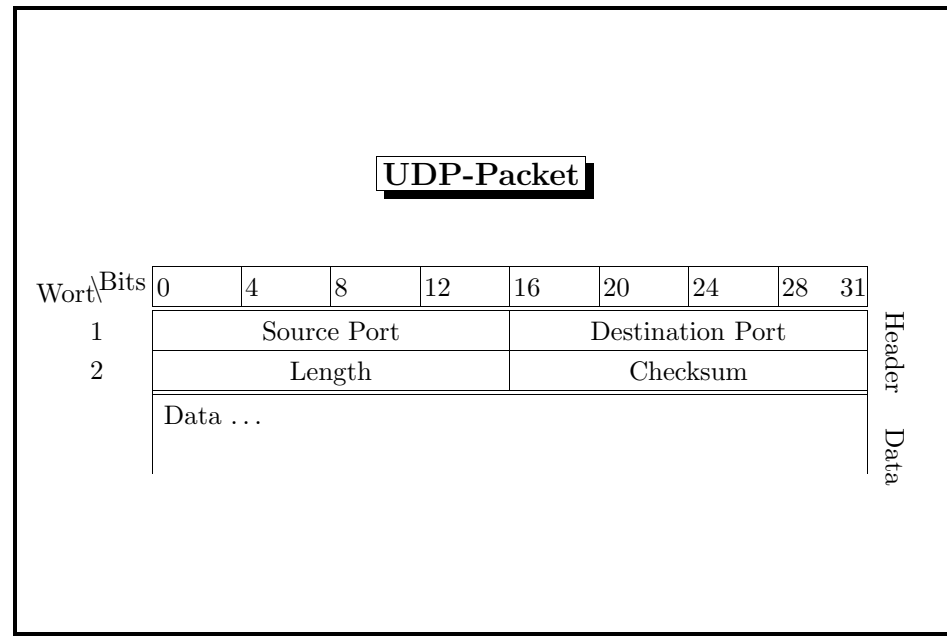 UDP-Packet
Wort\Bits 0 4 8 12 16 20 24 28 31
1 Source Port Destination Port
2 Length Checksum
Header
Data ...
Data